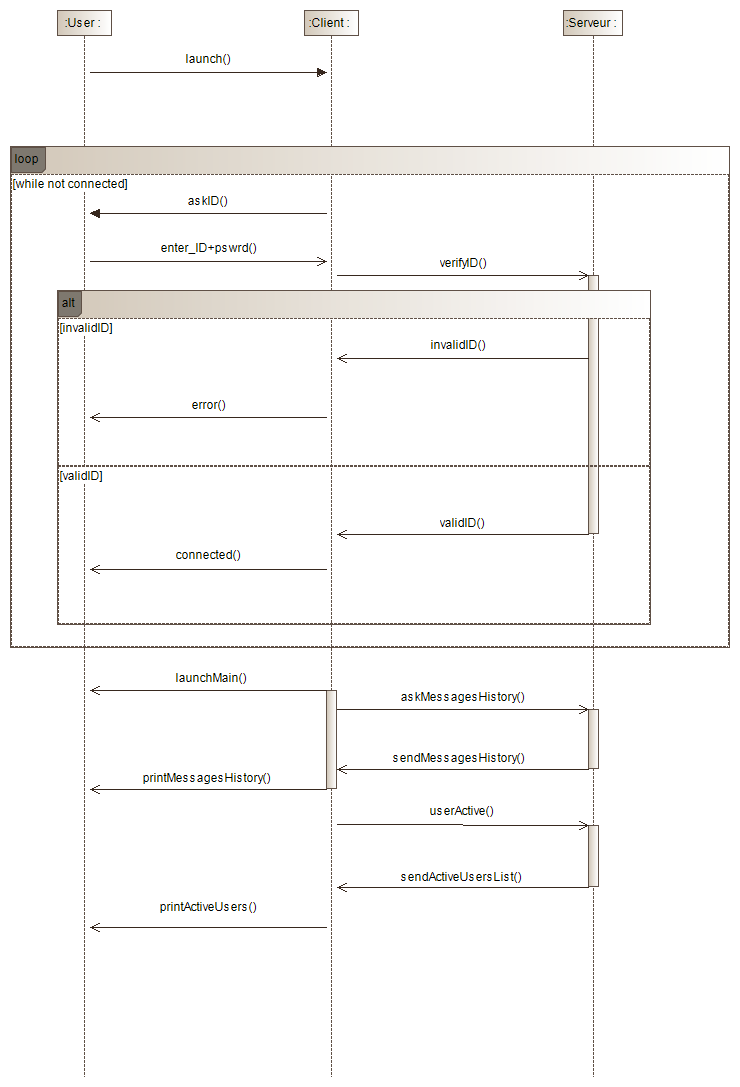 :User :
:Client :
:Serveur :
launch()
loop
[while not connected]
askID()
enter_ID+pswrd()
verifyID()
alt
[invalidID]
invalidID()
error()
[validID]
validID()
connected()
launchMain()
askMessagesHistory()
sendMessagesHistory()
printMessagesHistory()
userActive()
sendActiveUsersList()
printActiveUsers()